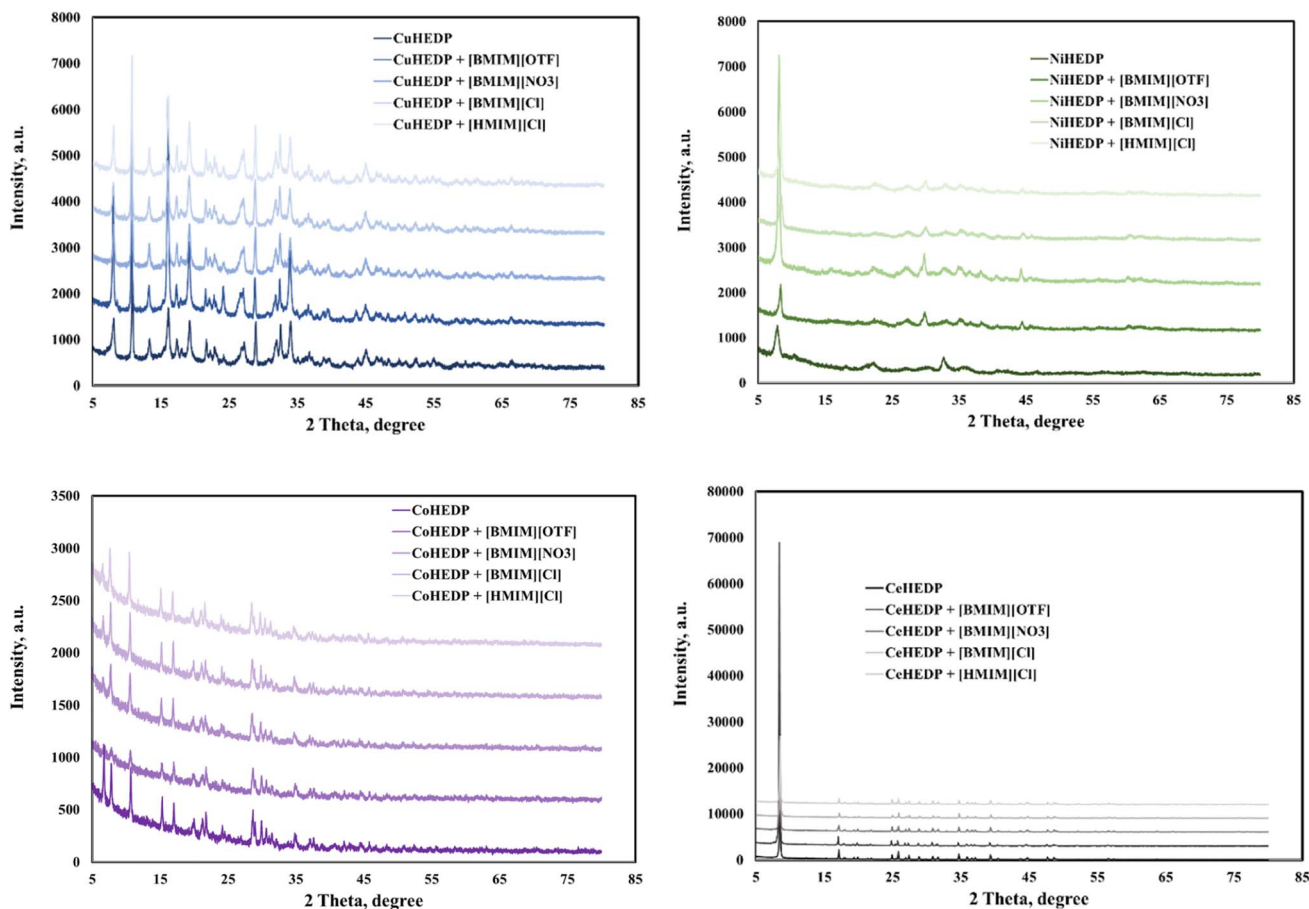 8000
7000
6000
5000
4000
3000
2000
1000
0
Intensity, a.u.
CuHEDP
CuHEDP + [BMIM][OTF]
CuHEDP + [BMIM][NO3]
CuHEDP + [BMIM][Cl]
CuHEDP + [HMIM][Cl]
5 15 25 35 45 55 65 75 85
2 Theta, degree
8000
7000
6000
5000
4000
3000
2000
1000
0
Intensity, a.u.
NiHEDP
NiHEDP + [BMIM][OTF]
NiHEDP + [BMIM][NO3]
NiHEDP + [BMIM][Cl]
NiHEDP + [HMIM][Cl]
5 15 25 35 45 55 65 75 85
2 Theta, degree
3500
3000
2500
2000
1500
1000
500
0
Intensity, a.u.
CoHEDP
CoHEDP + [BMIM][OTF]
CoHEDP + [BMIM][NO3]
CoHEDP + [BMIM][Cl]
CoHEDP + [HMIM][Cl]
5 15 25 35 45 55 65 75 85
2 Theta, degree
80000
70000
60000
50000
40000
30000
20000
10000
0
Intensity, a.u.
CeHEDP
CeHEDP + [BMIM][OTF]
CeHEDP + [BMIM][NO3]
CeHEDP + [BMIM][Cl]
CeHEDP + [HMIM][Cl]
5 15 25 35 45 55 65 75 85
2 Theta, degree